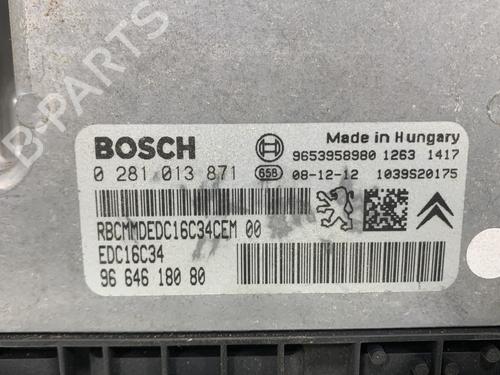 B-PARTS
BOSCH
Made in Hungary
9653958980 1263 1417
0 281 013 871
658 08-12-12 1039S20175
RBCMMDEDC16C34CEM 00
EDC16C34
96 646 180 80